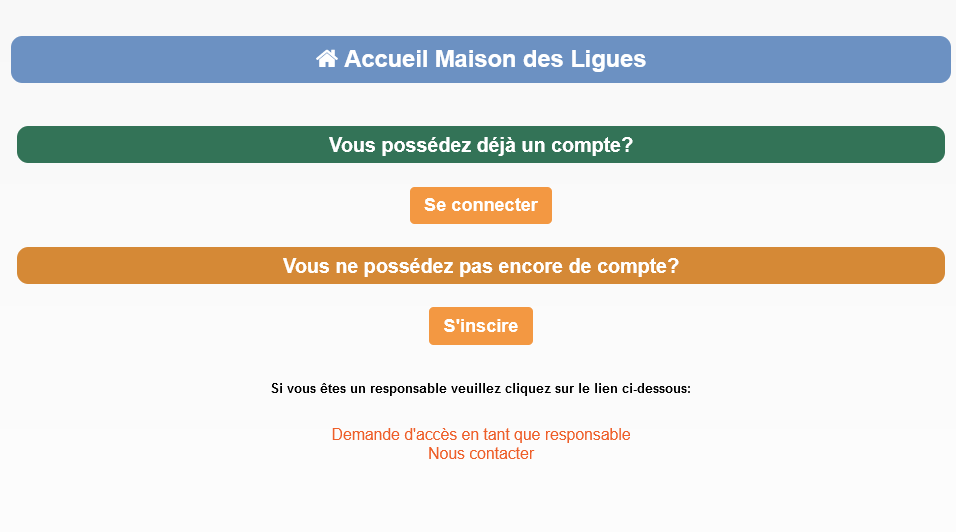 Accueil Maison des Ligues
Vous possédez déjà un compte?
Se connecter
Vous ne possédez pas encore de compte?
S'inscire
Si vous êtes un responsable veuillez cliquez sur le lien ci-dessous:
Demande d'accès en tant que responsable
Nous contacter